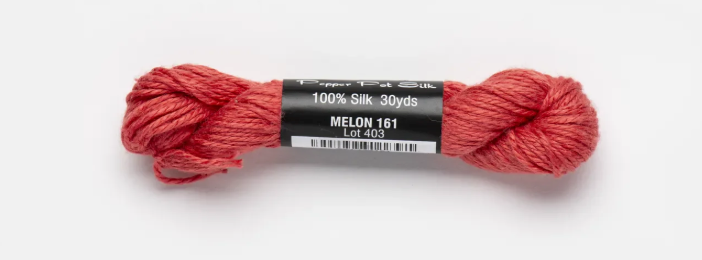 Pepper Pot Silk
100% Silk 30yds
MELON 161
Lot 403